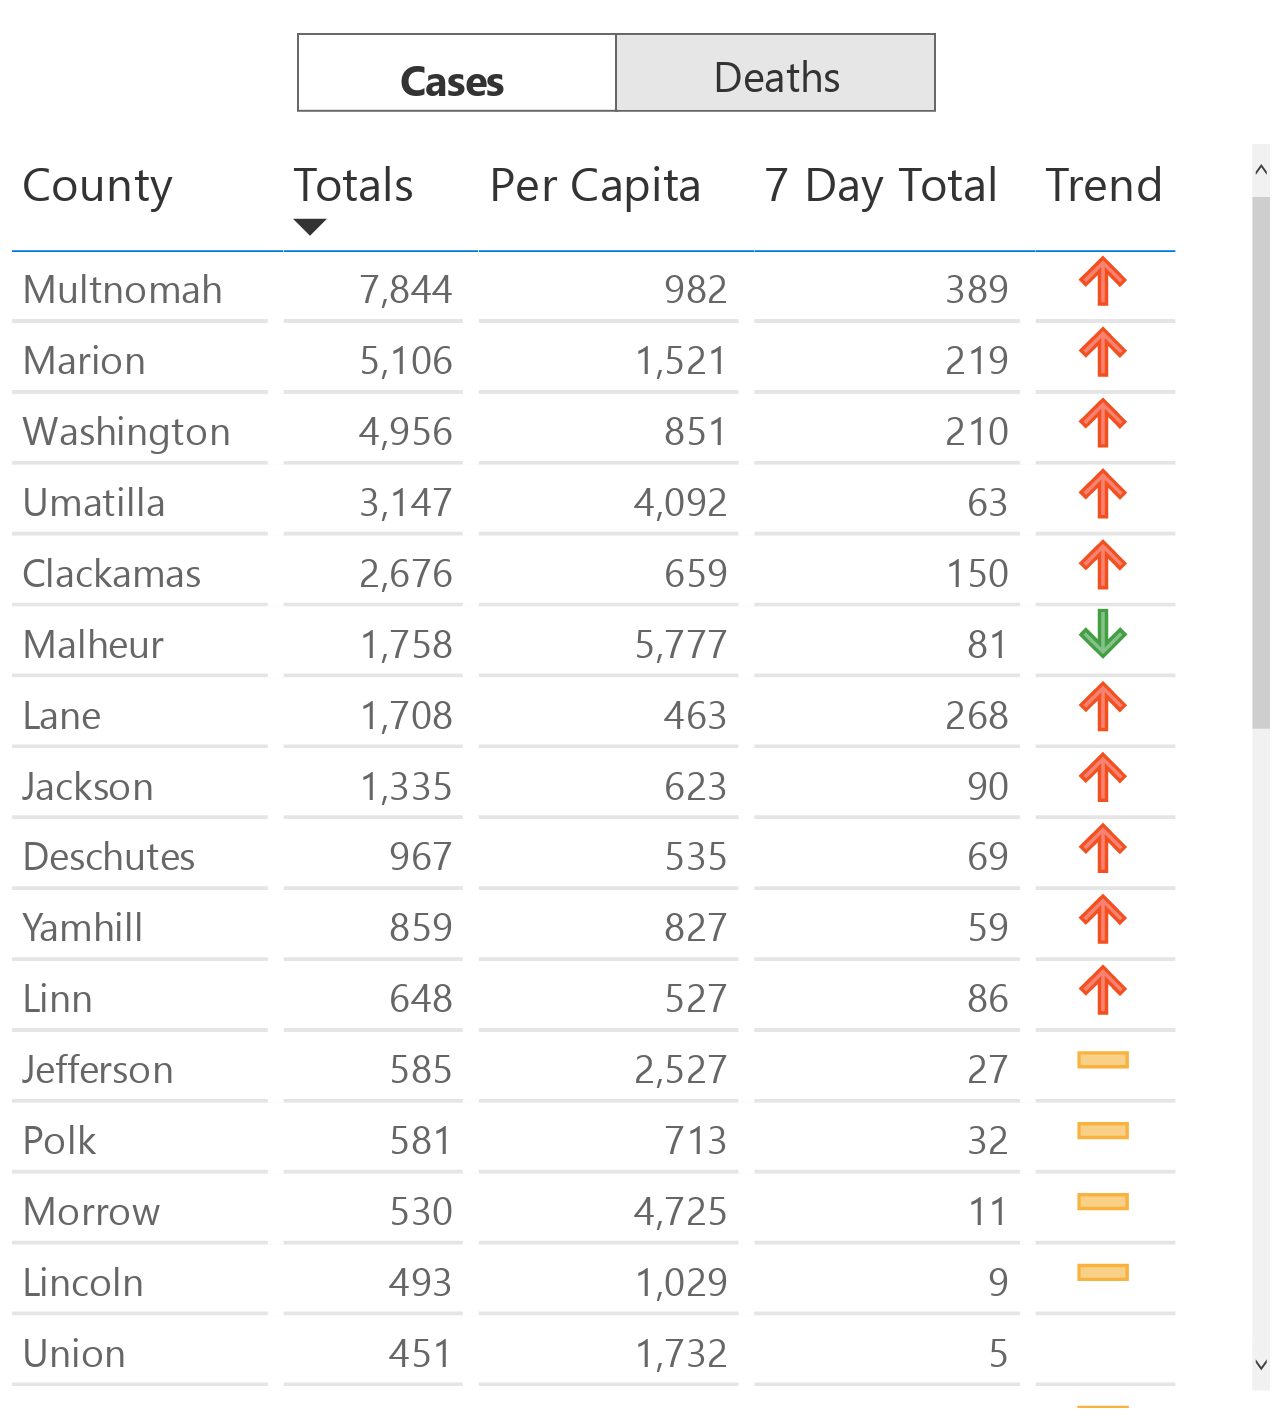 Cases Deaths
County Totals Per Capita 7 Day Total Trend
Multnomah 7,844 982 389
Marion 5,106 1,521 219
Washington 4,956 851 210
Umatilla 3,147 4,092 63
Clackamas 2,676 659 150
Malheur 1,758 5,777 81
Lane 1,708 463 268
Jackson 1,335 623 90
Deschutes 967 535 69
Yamhill 859 827 59
Linn 648 527 86
Jefferson 585 2,527 27
Polk 581 713 32
Morrow 530 4,725 11
Lincoln 493 1,029 9
Union 451 1,732 5